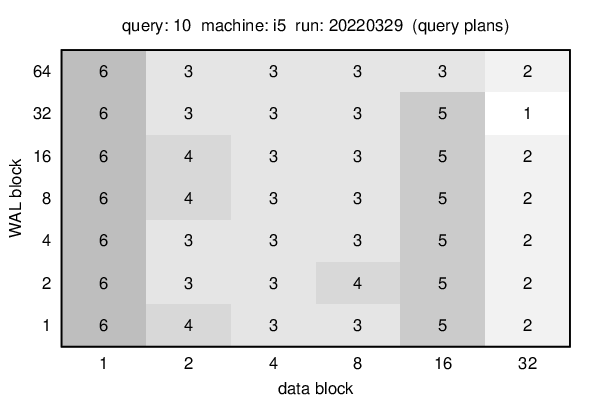 query: 10 machine: i5 run: 20220329 (query plans)
64 6 3 3 3 3 2
32 6 3 3 3 5 1
16 6 4 3 3 5 2
8 6 4 3 3 5 2
4 6 3 3 3 5 2
2 6 3 3 4 5 2
1 6 4 3 3 5 2
WAL block
1 2 4 8 16 32
data block